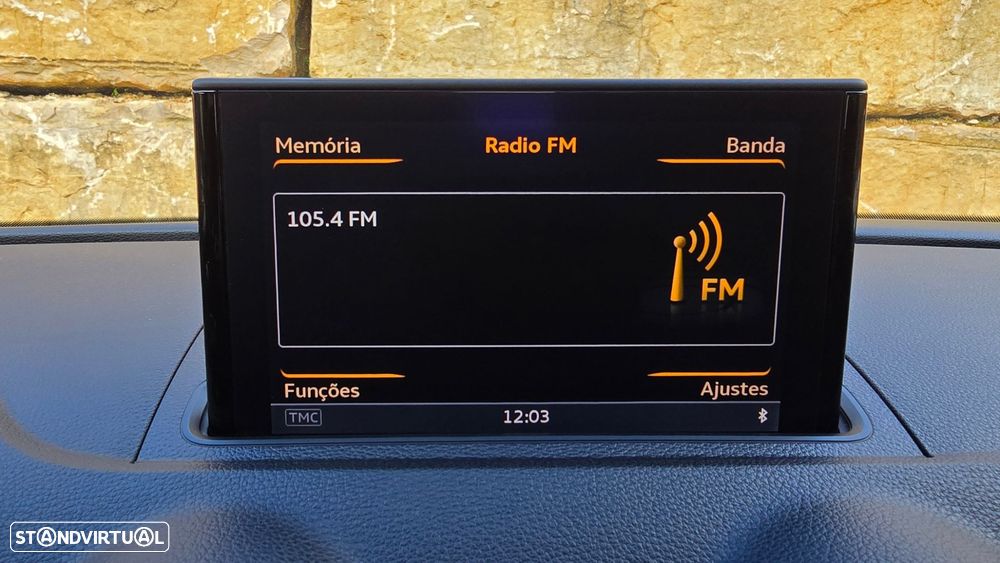 Memória Radio FM Banda
105.4 FM
FM
Funções Ajustes
TMC 12:03
STANDVIRTUAL